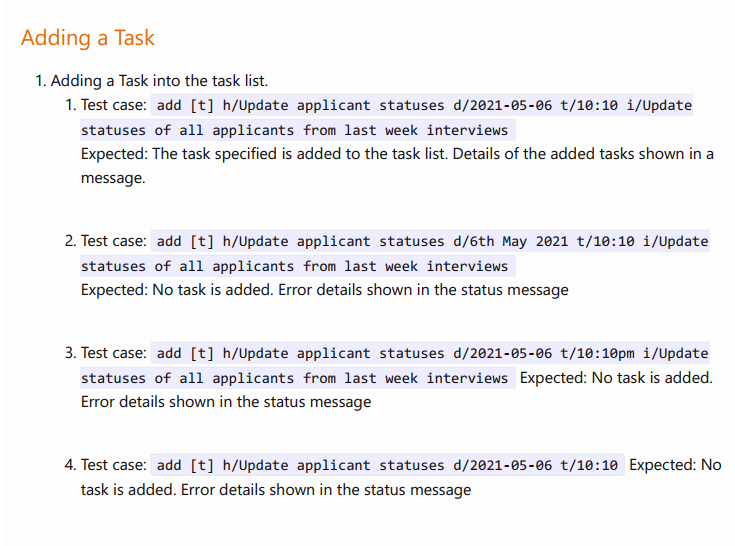 Adding a Task
1. Adding a Task into the task list.
1. Test case: add [t] h/Update applicant statuses d/2021-05-06 t/10:10 i/Update
statuses of all applicants from last week interviews
Expected: The task specified is added to the task list. Details of the added tasks shown in a
message.
2. Test case: add [t] h/Update applicant statuses d/6th May 2021 t/10:10 i/Update
statuses of all applicants from last week interviews
Expected: No task is added. Error details shown in the status message
3. Test case: add [t] h/Update applicant statuses d/2021-05-06 t/10:10pm i/Update
statuses of all applicants from last week interviews Expected: No task is added.
Error details shown in the status message
4. Test case: add [t] h/Update applicant statuses d/2021-05-06 t/10:10 Expected: No
task is added. Error details shown in the status message